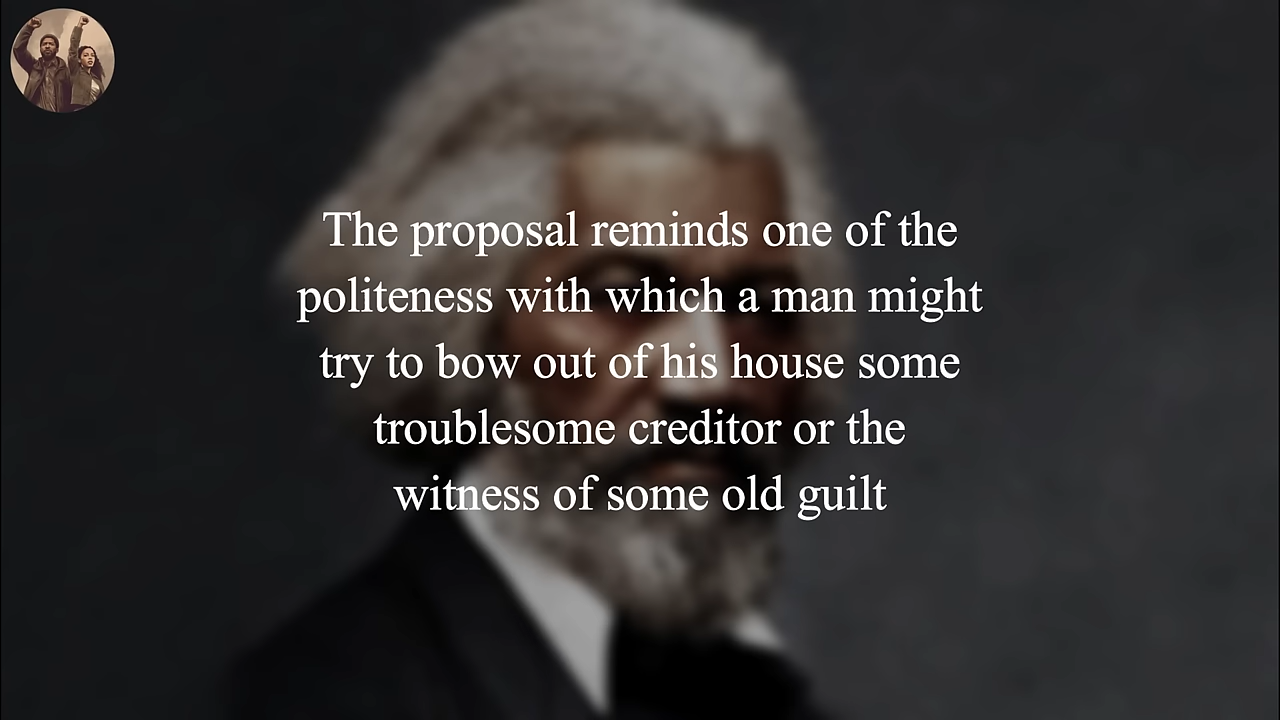 The proposal reminds one of the
politeness with which a man might
try to bow out of his house some
troublesome creditor or the
witness of some old guilt